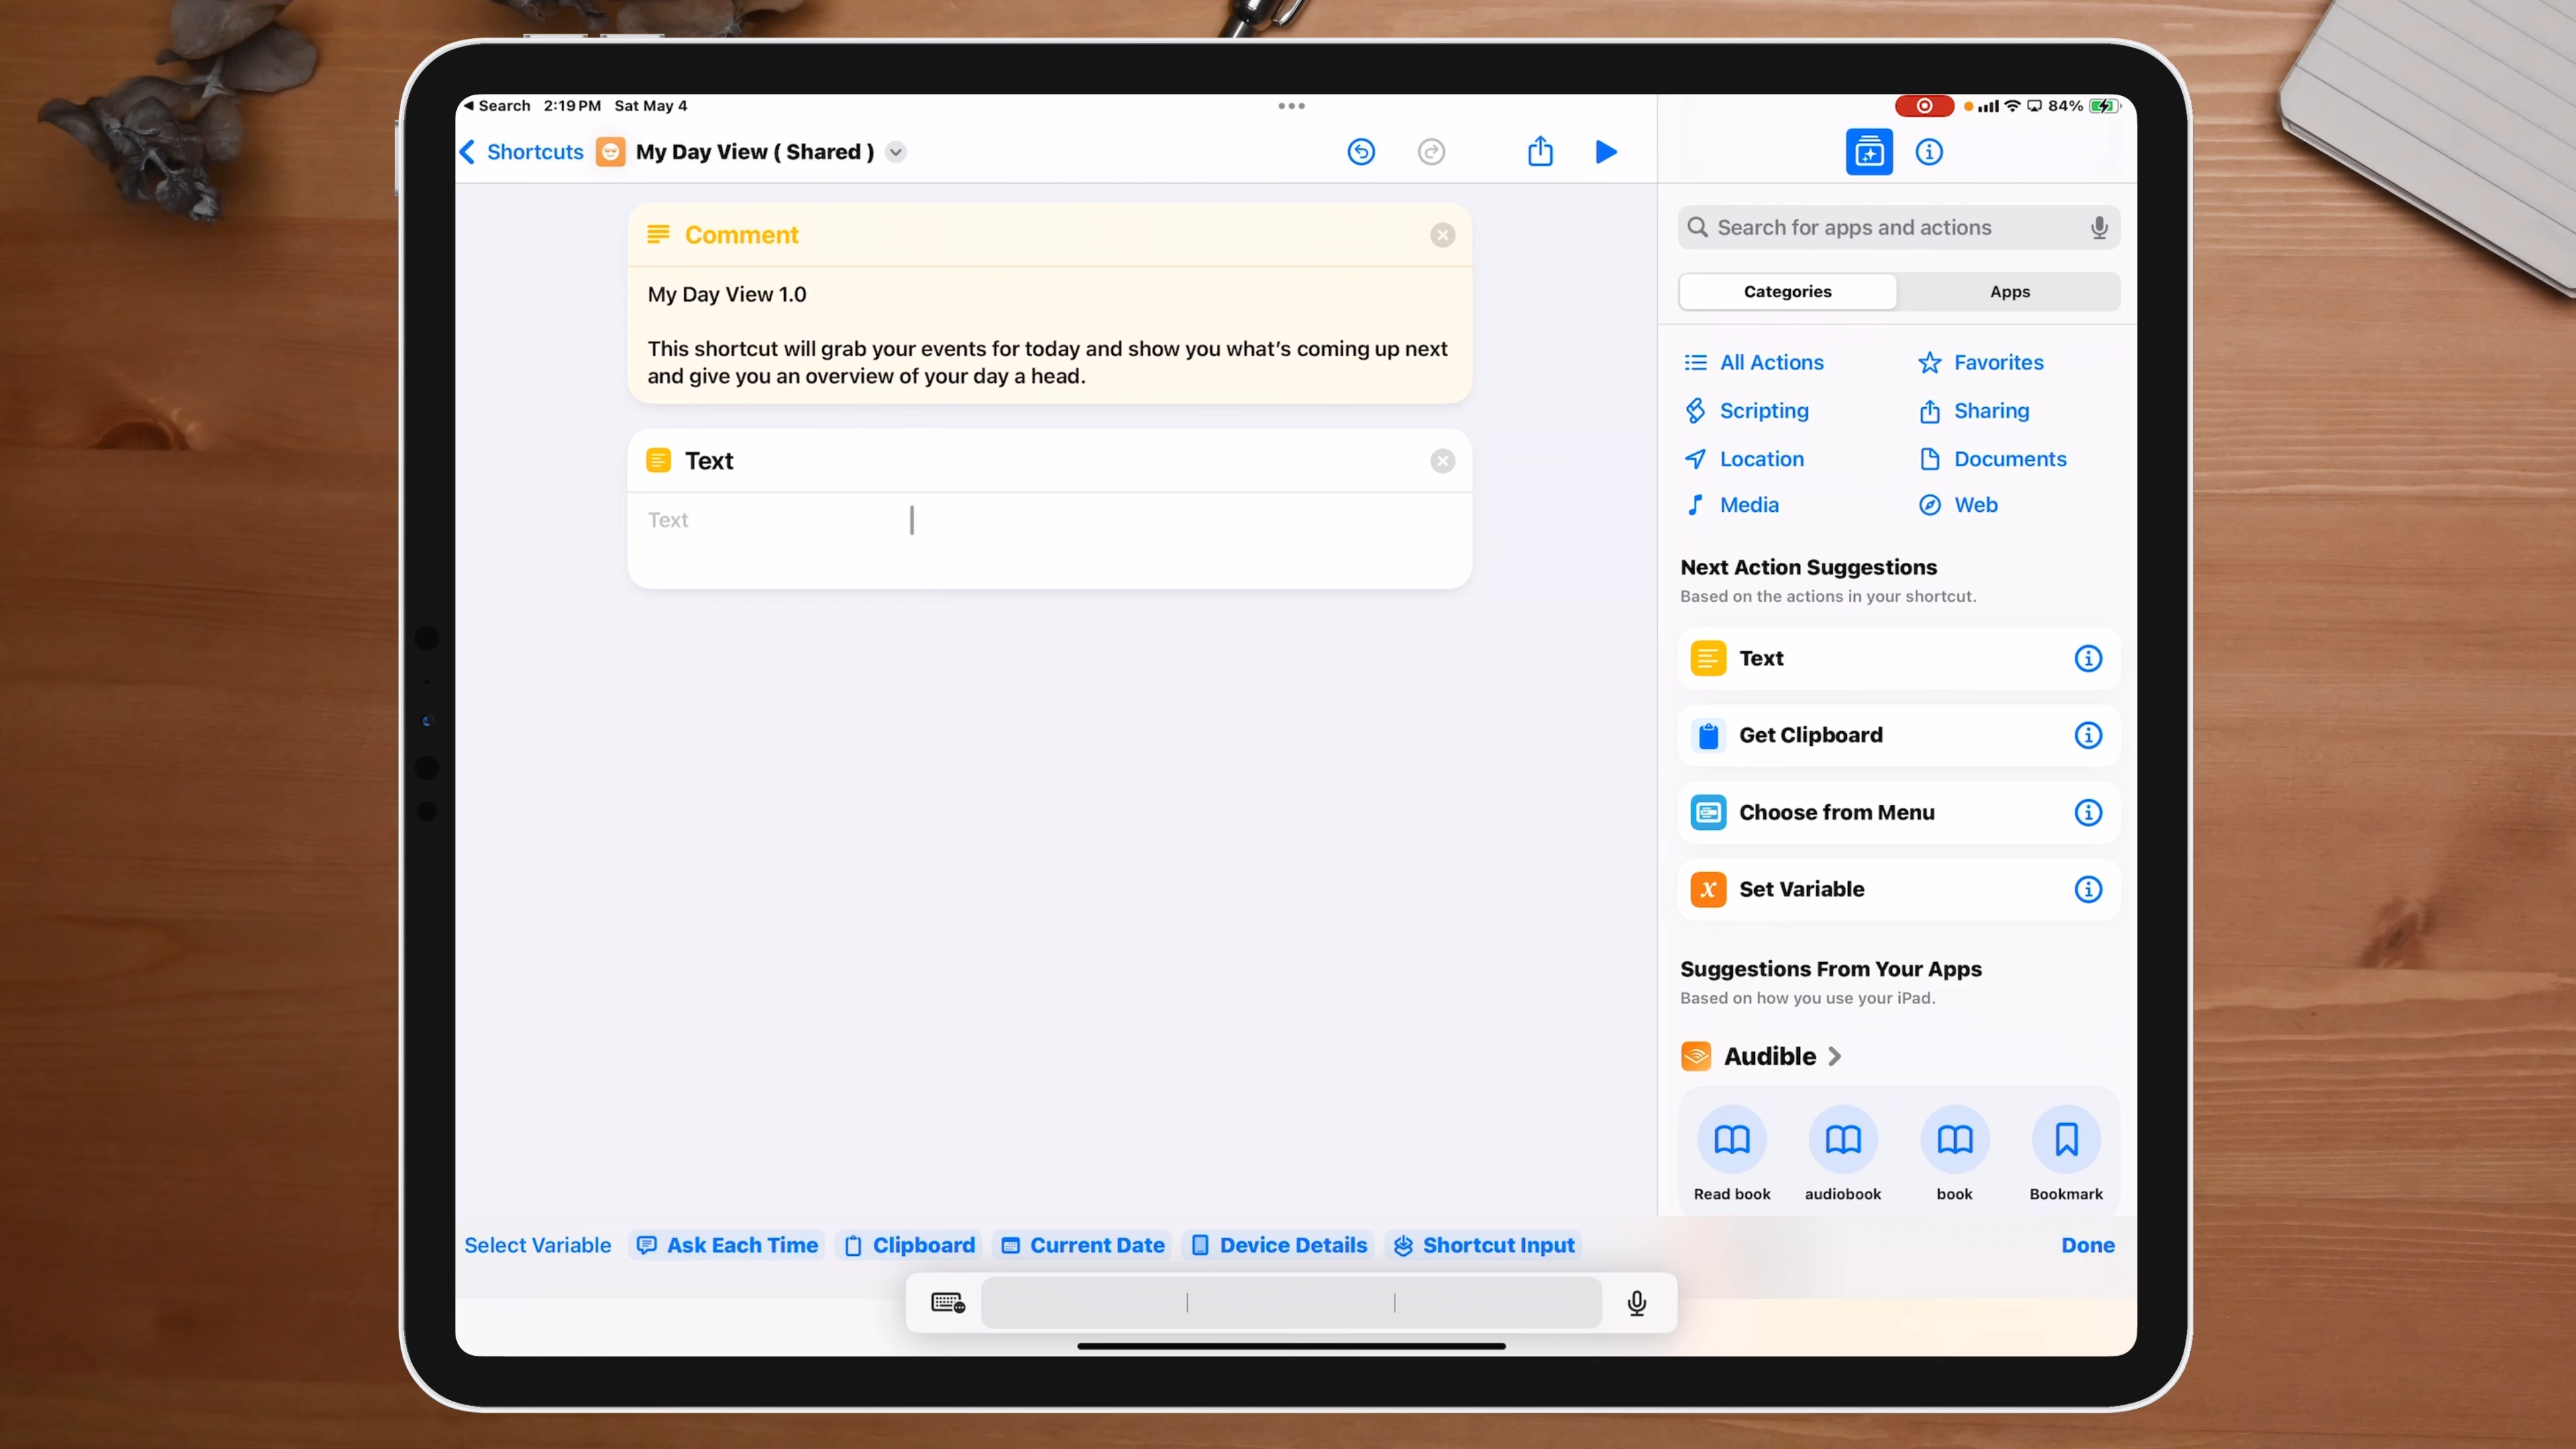 Search 2:19 PM Sat May 4
84%
Shortcuts My Day View ( Shared )
Comment
My Day View 1.0
This shortcut will grab your events for today and show you what's coming up next
and give you an overview of your day a head.
Text
Text
Search for apps and actions
Categories Apps
All Actions Favorites
Scripting Sharing
Location Documents
Media Web
Next Action Suggestions
Based on the actions in your shortcut.
Text
Get Clipboard
Choose from Menu
Set Variable
Suggestions From Your Apps
Based on how you use your iPad.
Audible
Read book audiobook book Bookmark
Select Variable Ask Each Time Clipboard Current Date Device Details Shortcut Input Done